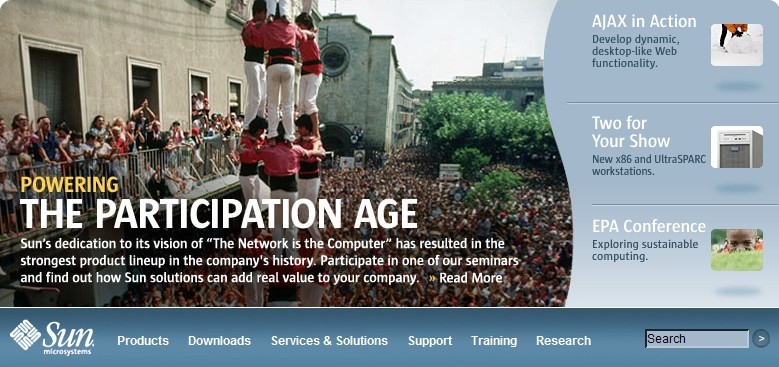 POWERING
THE PARTICIPATION AGE
Sun's dedication to its vision of "The Network is the Computer" has resulted in the
strongest product lineup in the company's history. Participate in one of our seminars
and find out how Sun solutions can add real value to your company. » Read More
AJAX in Action
Develop dynamic,
desktop-like Web
functionality.
Two for
Your Show
New x86 and UltraSPARC
workstations.
EPA Conference
Exploring sustainable
computing.
Sun
microsystems
Products Downloads Services & Solutions Support Training Research
Search >